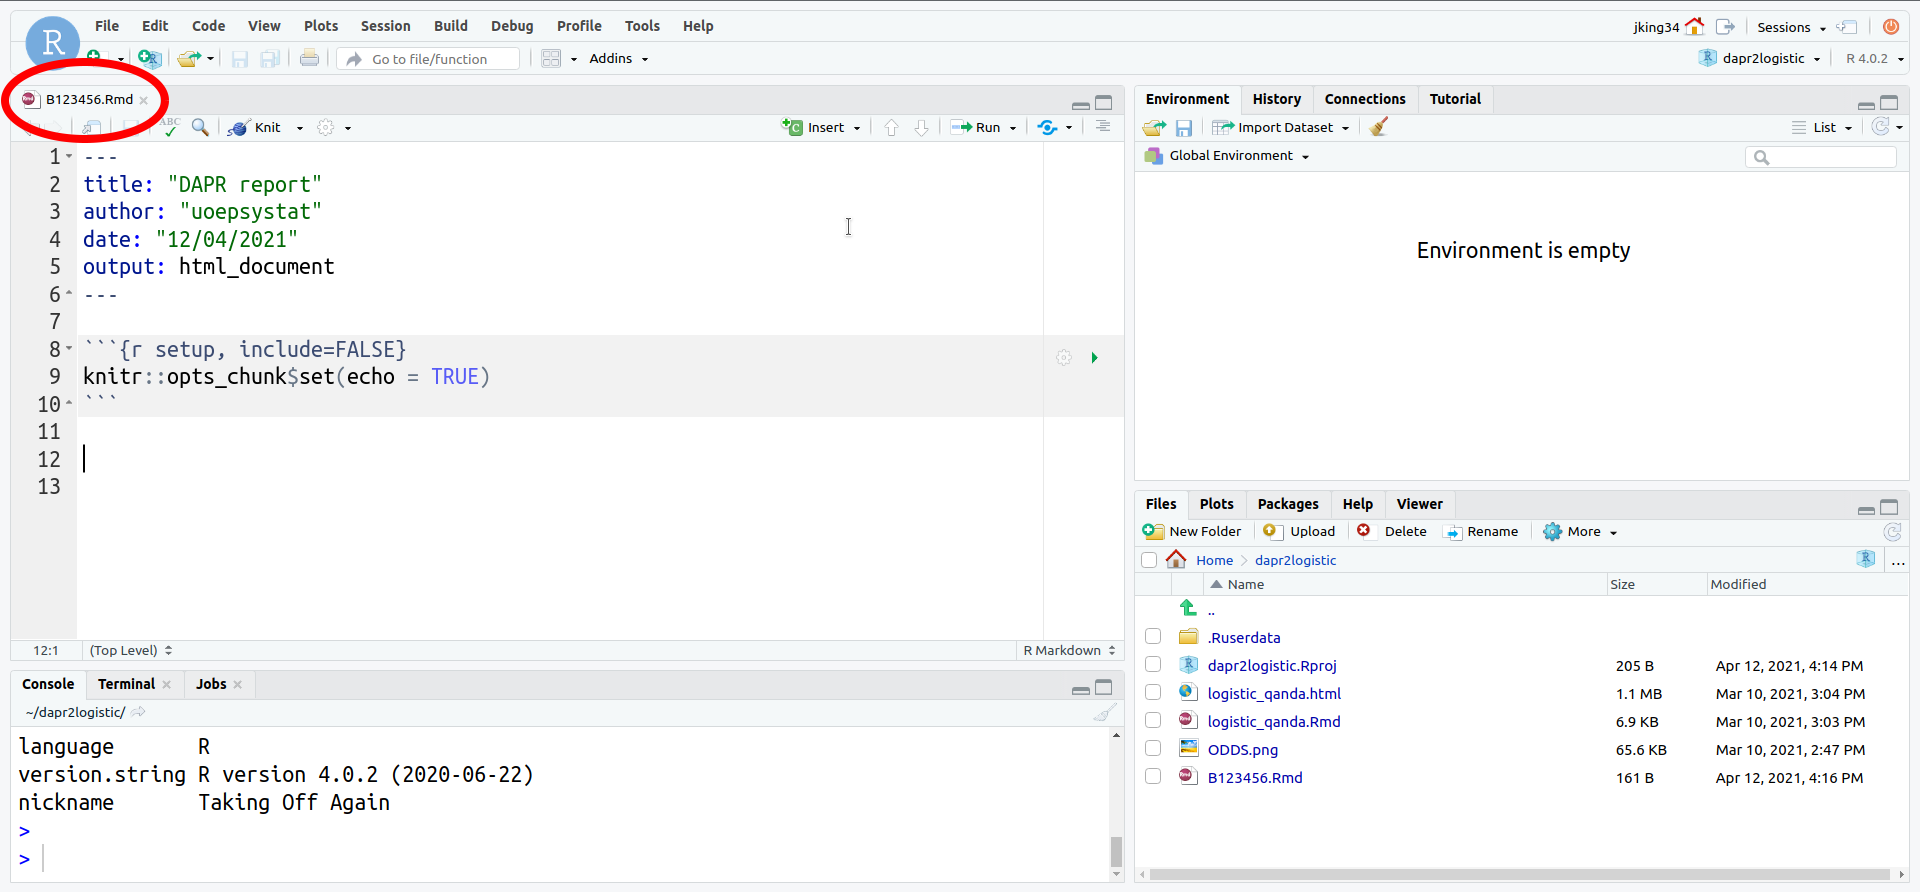 File Edit Code View Plots Session Build Debug Profile Tools Help
jking34 Sessions
R
Go to file/function Addins
dapr2logistic R 4.0.2
B123456.Rmd
ABC Knit Insert Run
1 ---
2 title: "DAPR report"
3 author: "uoepsystat"
4 date: "12/04/2021"
5 output: html_document
6 ---
7
8 ```{r setup, include=FALSE}
9 knitr::opts_chunk$set(echo = TRUE)
10 ```
11
12
13
12:1 (Top Level) R Markdown
Console Terminal Jobs
~/dapr2logistic/
language R
version.string R version 4.0.2 (2020-06-22)
nickname Taking Off Again
>
>
Environment History Connections Tutorial
Import Dataset List
Global Environment
Environment is empty
Files Plots Packages Help Viewer
New Folder Upload Delete Rename More
Home dapr2logistic ...
Name Size Modified
..
.Ruserdata
dapr2logistic.Rproj 205 B Apr 12, 2021, 4:14 PM
logistic_qanda.html 1.1 MB Mar 10, 2021, 3:04 PM
logistic_qanda.Rmd 6.9 KB Mar 10, 2021, 3:03 PM
ODDS.png 65.6 KB Mar 10, 2021, 2:47 PM
B123456.Rmd 161 B Apr 12, 2021, 4:16 PM